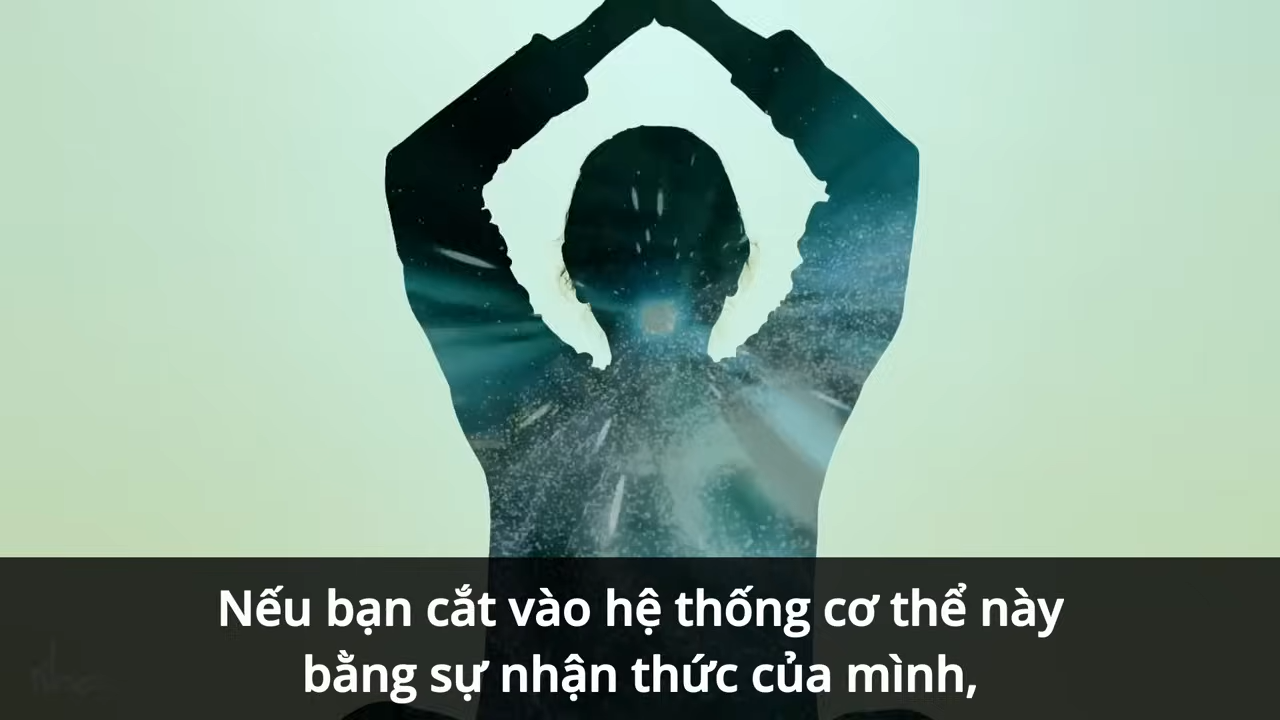 Nếu bạn cắt vào hệ thống cơ thể này
bằng sự nhận thức của mình,